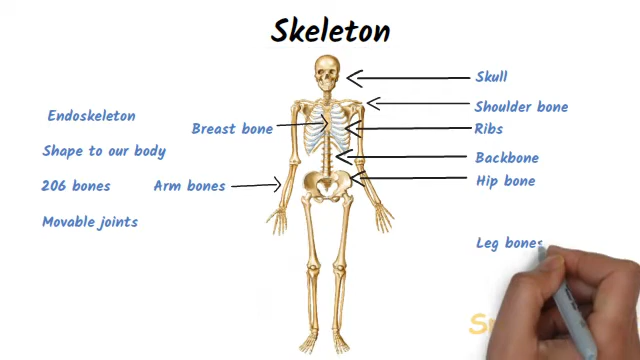 Skeleton
Skull
Shoulder bone
Endoskeleton
Breast bone
Ribs
Shape to our body
Backbone
206 bones
Arm bones
Hip bone
Movable joints
Leg bones